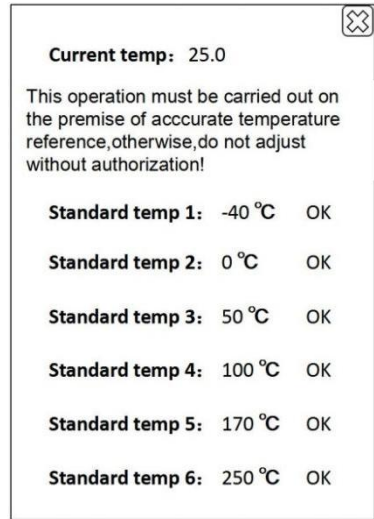 Current temp： 25.0
This operation must be carried out on
the premise of acccurate temperature
reference,otherwise,do not adjust
without authorization!
Standard temp 1： -40 ℃ OK
Standard temp 2： 0 ℃ OK
Standard temp 3： 50 ℃ OK
Standard temp 4： 100 ℃ OK
Standard temp 5： 170 ℃ OK
Standard temp 6： 250 ℃ OK